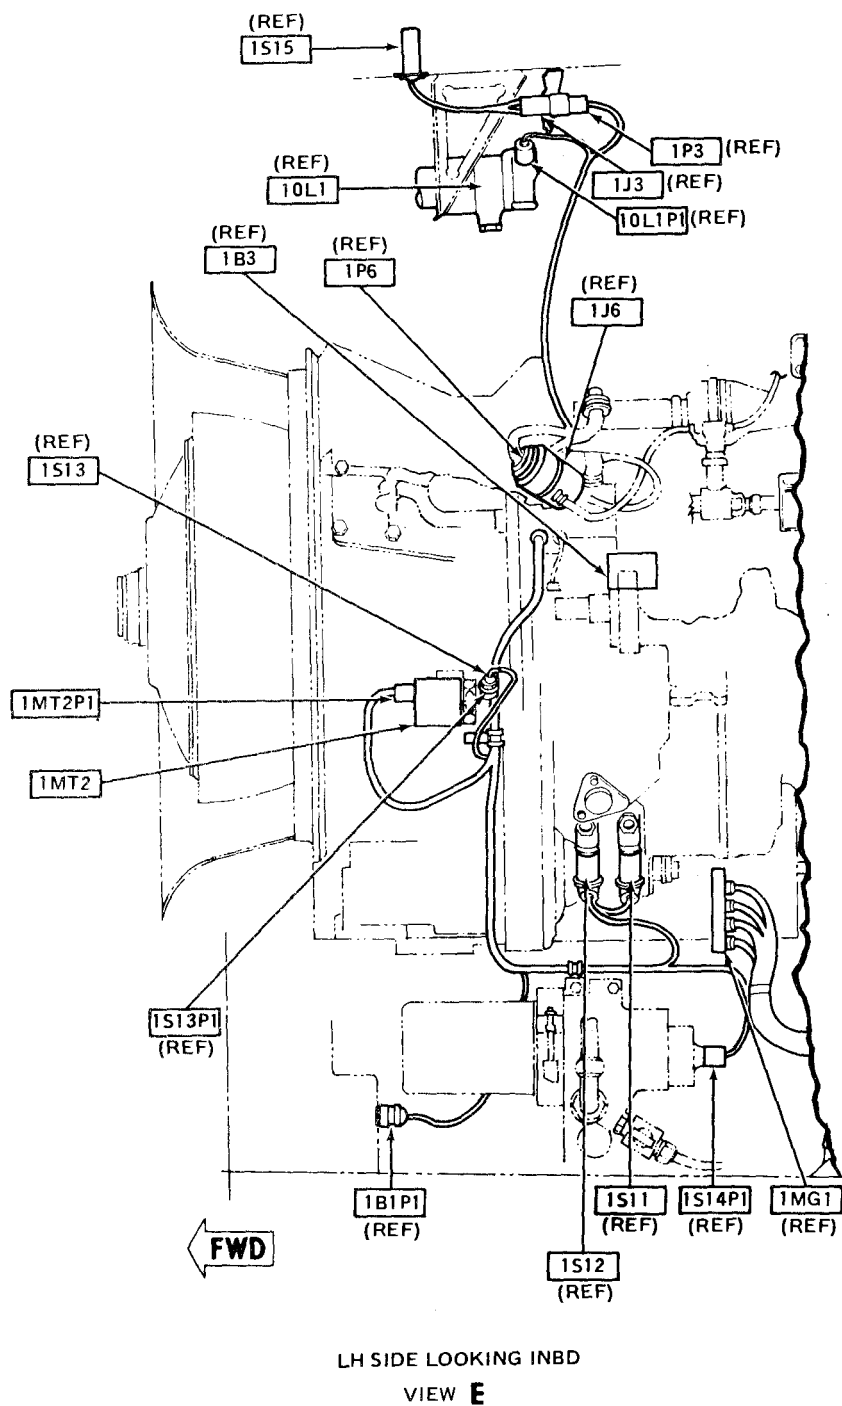 (REF)
1S15
1P3 (REF)
(REF)
10L1
1J3 (REF)
10L1P1 (REF)
(REF)
1B3
(REF)
1P6
(REF)
1J6
(REF)
1S13
1MT2P1
1MT2
1S13P1
(REF)
1B1P1
(REF)
1S11
(REF)
1S14P1
(REF)
1MG1
(REF)
FWD
1S12
(REF)
LH SIDE LOOKING INBD
VIEW E